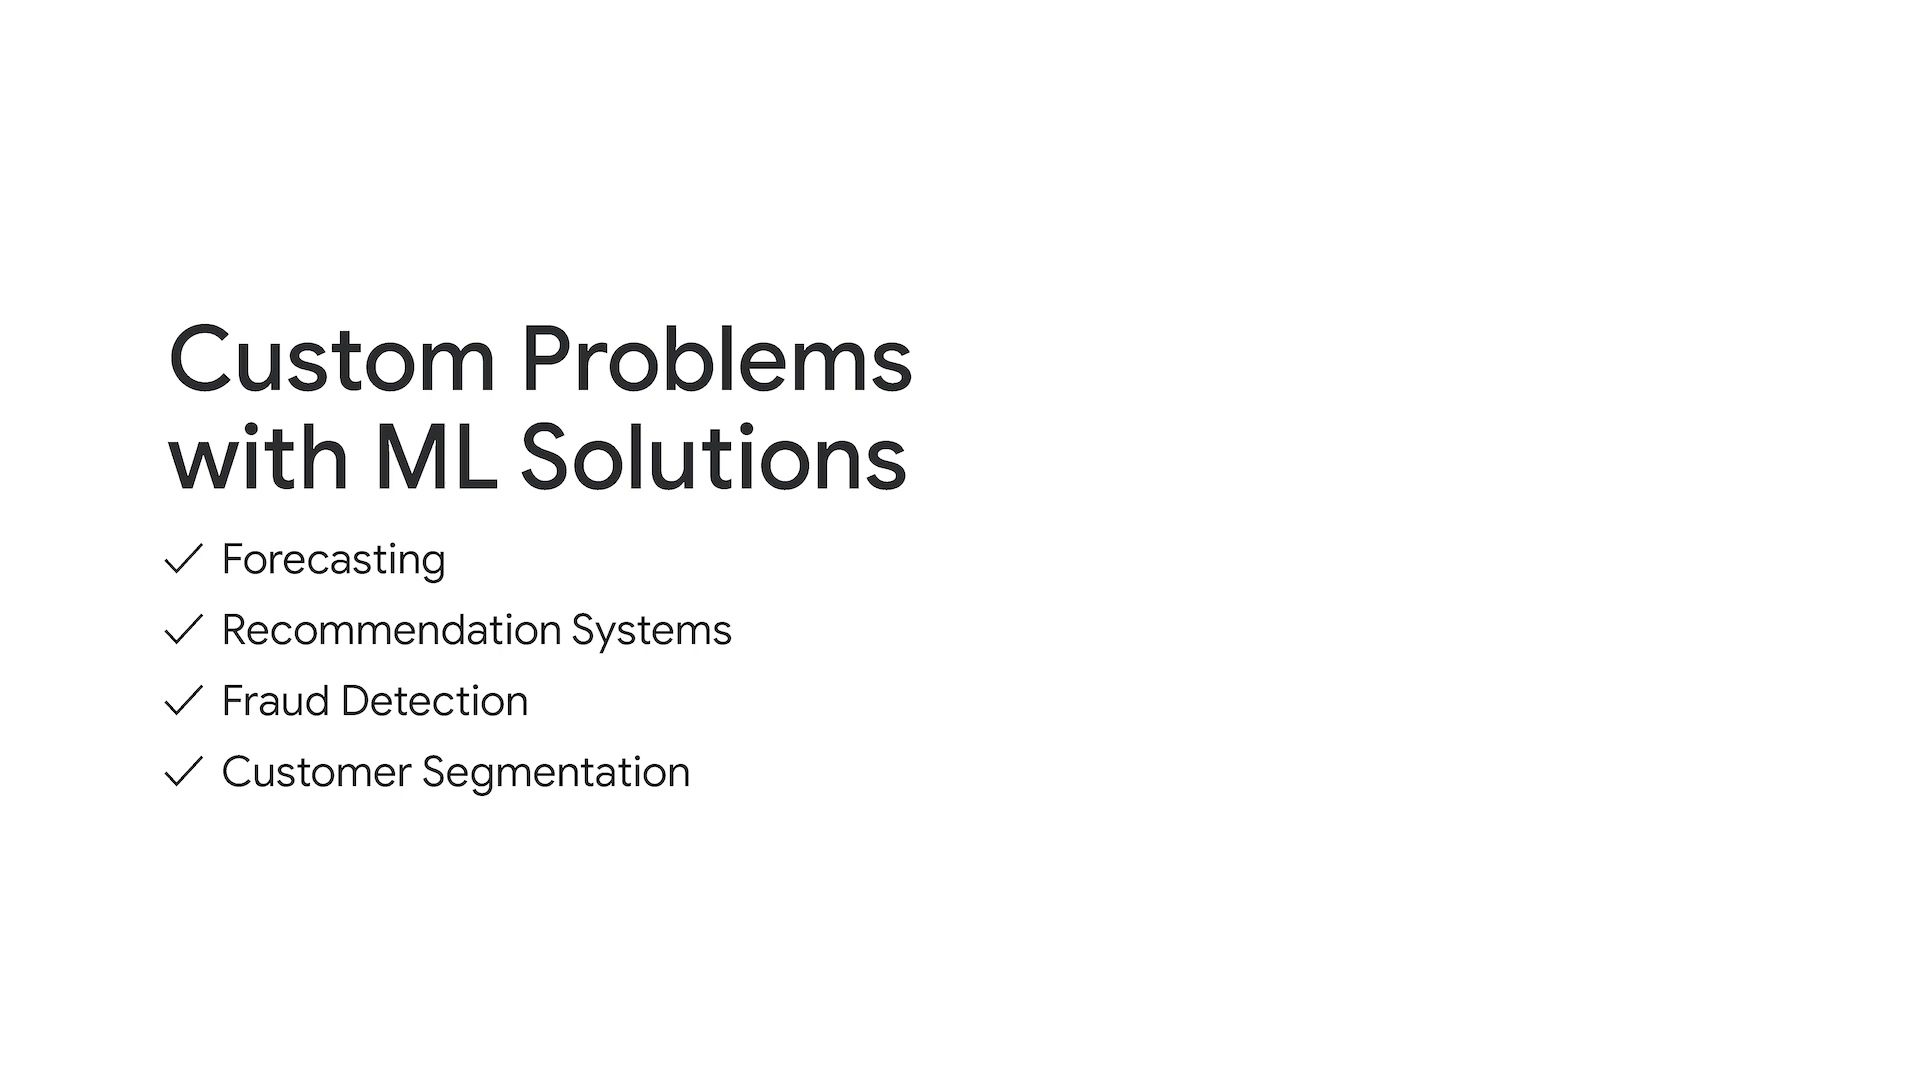 Custom Problems
with ML Solutions
Forecasting
Recommendation Systems
Fraud Detection
Customer Segmentation